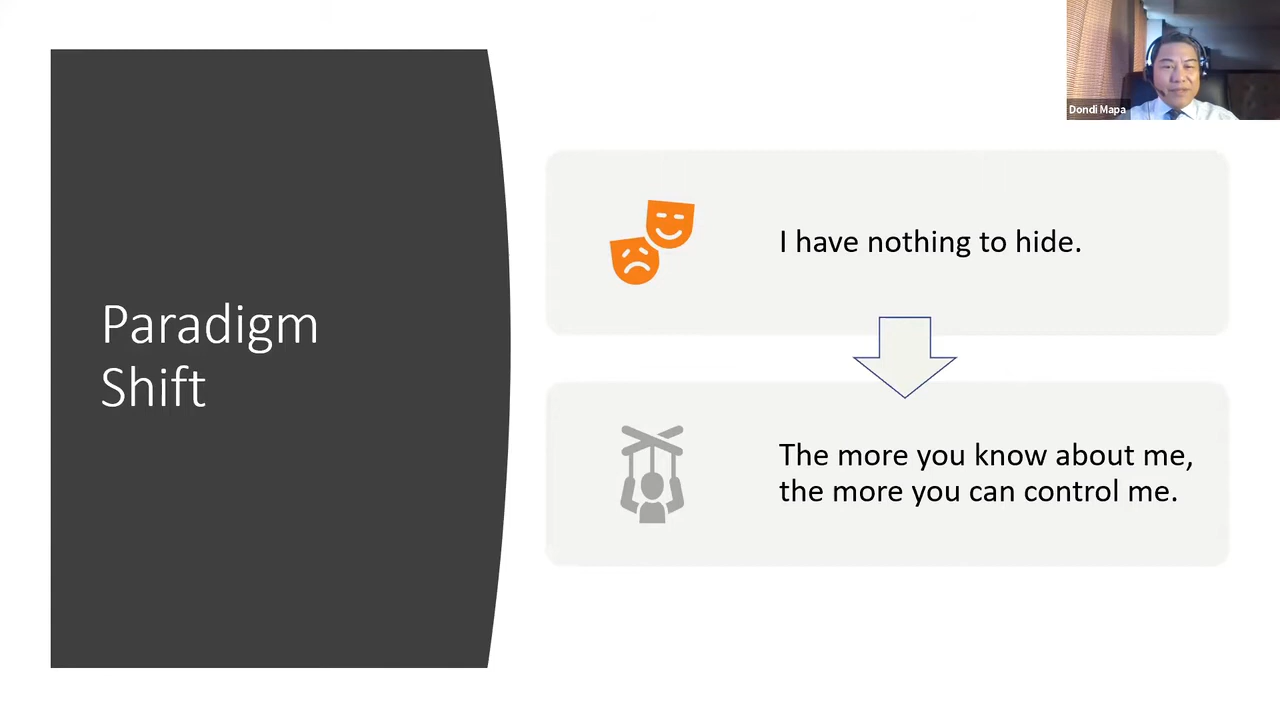 Dondi Mapa
Paradigm
Shift
I have nothing to hide.
The more you know about me,
the more you can control me.